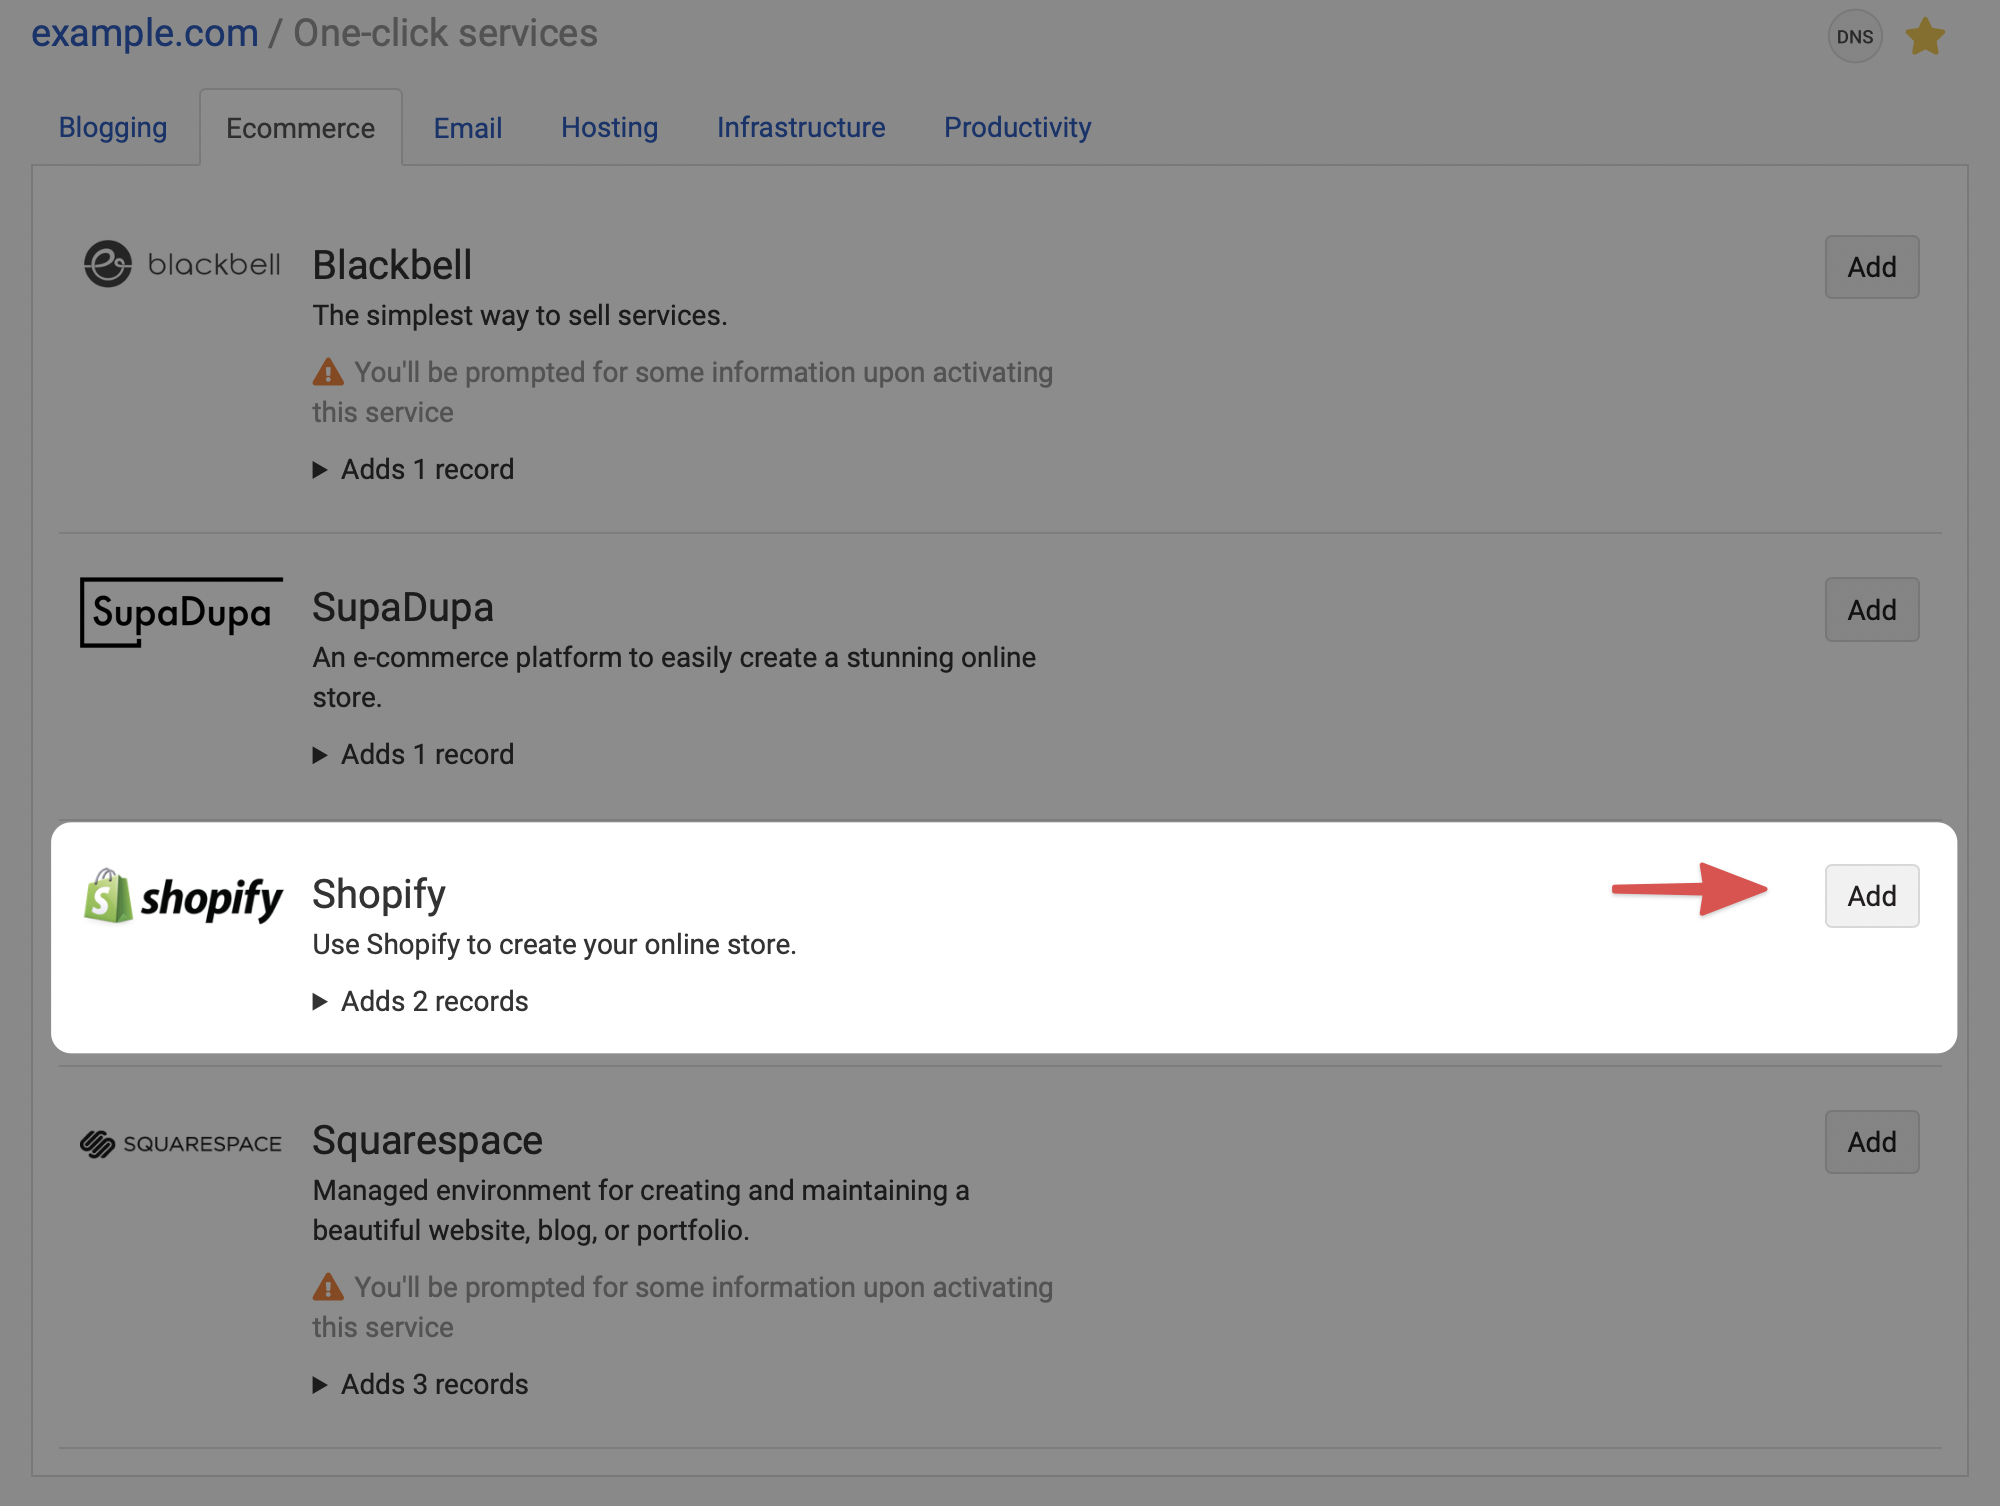 example.com / One-click services
DNS
Blogging
Ecommerce
Email
Hosting
Infrastructure
Productivity
blackbell
Blackbell
Add
The simplest way to sell services.
You'll be prompted for some information upon activating
this service
Adds 1 record
SupaDupa
SupaDupa
Add
An e-commerce platform to easily create a stunning online
store.
Adds 1 record
shopify
Shopify
Add
Use Shopify to create your online store.
Adds 2 records
SQUARESPACE
Squarespace
Add
Managed environment for creating and maintaining a
beautiful website, blog, or portfolio.
You'll be prompted for some information upon activating
this service
Adds 3 records